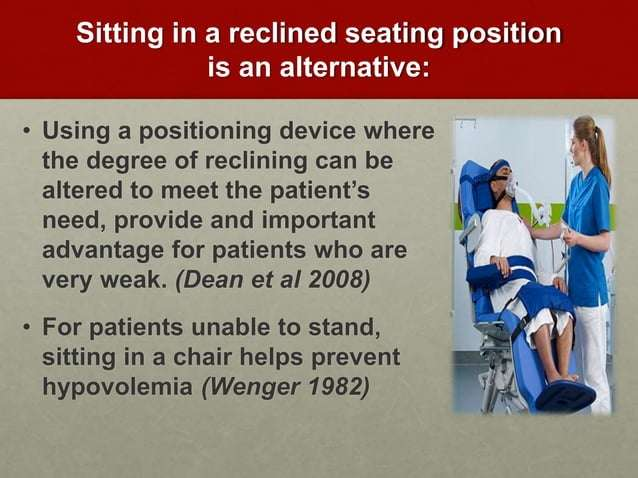 Sitting in a reclined seating position
is an alternative:
• Using a positioning device where
the degree of reclining can be
altered to meet the patient’s
need, provide and important
advantage for patients who are
very weak. (Dean et al 2008)
• For patients unable to stand,
sitting in a chair helps prevent
hypovolemia (Wenger 1982)